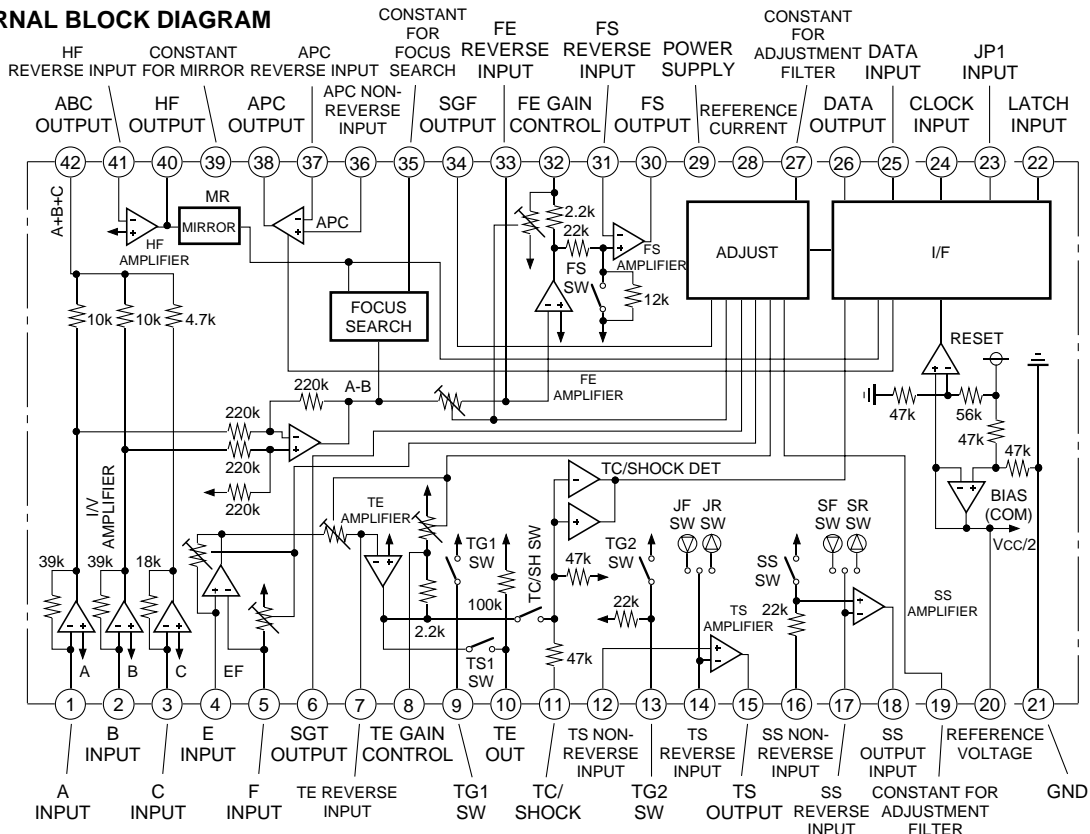 RNAL BLOCK DIAGRAM
HF
REVERSE INPUT
CONSTANT
FOR MIRROR
APC
REVERSE INPUT
CONSTANT
FOR
FOCUS
SEARCH
FE
REVERSE
INPUT
FS
REVERSE
INPUT
POWER
SUPPLY
CONSTANT
FOR
ADJUSTMENT
FILTER
DATA
INPUT
JP1
INPUT
ABC
OUTPUT
HF
OUTPUT
APC
OUTPUT
APC NON-
REVERSE
INPUT
SGF
OUTPUT
FE GAIN
CONTROL
FS
OUTPUT
REFERENCE
CURRENT
DATA
OUTPUT
CLOCK
INPUT
LATCH
INPUT
42 41 40 39 38 37 36 35 34 33 32 31 30 29 28 27 26 25 24 23 22
A+B+C
HF
AMPLIFIER
MR
MIRROR
APC
FOCUS
SEARCH
2.2k
22k
FS
SW
FS
AMPLIFIER
12k
ADJUST
I/F
RESET
10k
10k
4.7k
220k
A-B
FE
AMPLIFIER
220k
220k
220k
47k
56k
47k
47k
BIAS
(COM)
VCC/2
I/V
AMPLIFIER
39k
39k
18k
A
B
C
EF
TE
AMPLIFIER
2.2k
TG1
SW
100k
TS1
SW
TC/SH SW
TC/SHOCK DET
47k
47k
TG2
SW
22k
JF
SW
JR
SW
TS
AMPLIFIER
SS
SW
22k
SF
SW
SR
SW
SS
AMPLIFIER
1 2 3 4 5 6 7 8 9 10 11 12 13 14 15 16 17 18 19 20 21
B
INPUT
E
INPUT
SGT
OUTPUT
TE GAIN
CONTROL
TE
OUT
TS NON-
REVERSE
INPUT
TS
REVERSE
INPUT
SS NON-
REVERSE
INPUT
SS
OUTPUT
INPUT
REFERENCE
VOLTAGE
A
INPUT
C
INPUT
F
INPUT
TE REVERSE
INPUT
TG1
SW
TC/
SHOCK
TG2
SW
TS
OUTPUT
SS
REVERSE
INPUT
CONSTANT FOR
ADJUSTMENT
FILTER
GND